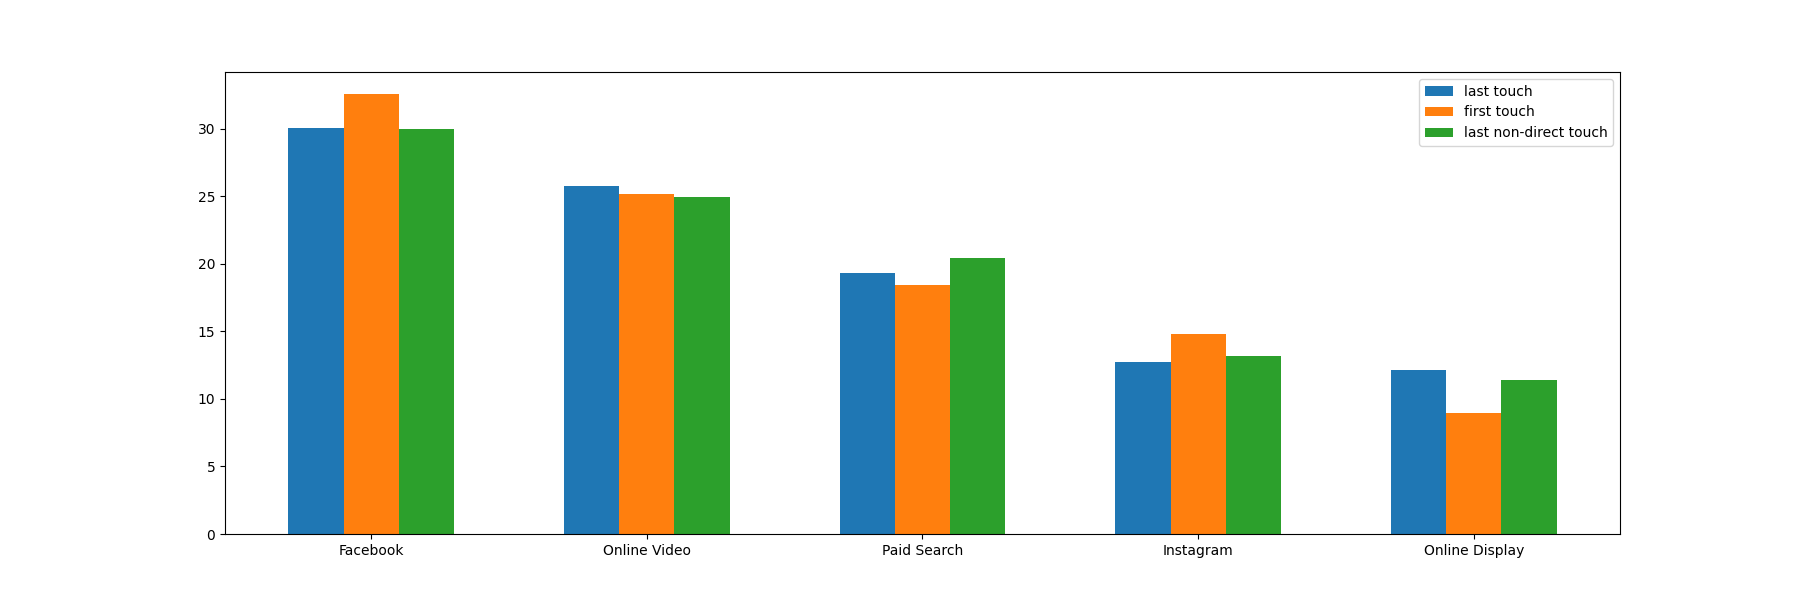 last touch
first touch
last non-direct touch
30
25
20
15
10
5
0
Facebook
Online Video
Paid Search
Instagram
Online Display